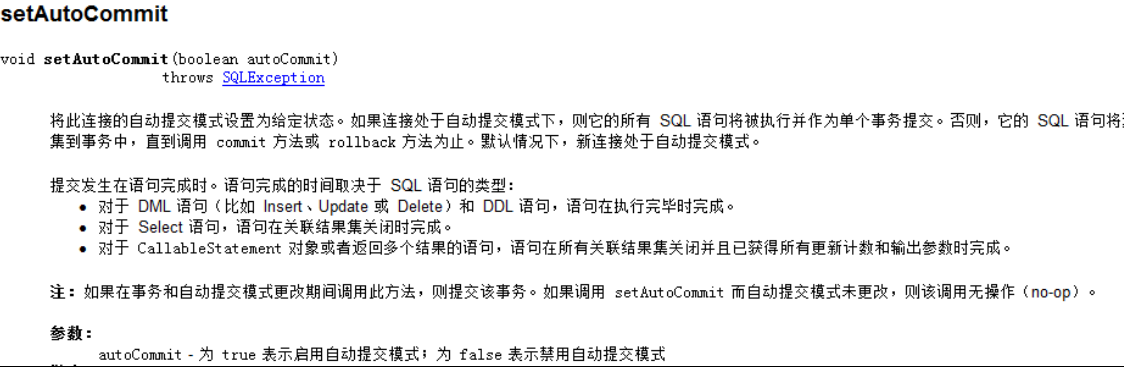 setAutoCommit
void setAutoCommit(boolean autoCommit)
throws SQLException
将此连接的自动提交模式设置为给定状态。如果连接处于自动提交模式下，则它的所有 SQL 语句将被执行并作为单个事务提交。否则，它的 SQL 语句将
集到事务中，直到调用 commit 方法或 rollback 方法为止。默认情况下，新连接处于自动提交模式。
提交发生在语句完成时。语句完成的时间取决于 SQL 语句的类型：
● 对于 DML 语句（比如 Insert、Update 或 Delete）和 DDL 语句，语句在执行完毕时完成。
● 对于 Select 语句，语句在关联结果集关闭时完成。
● 对于 CallableStatement 对象或者返回多个结果的语句，语句在所有关联结果集关闭并且已获得所有更新计数和输出参数时完成。
注：如果在事务和自动提交模式更改期间调用此方法，则提交该事务。如果调用 setAutoCommit 而自动提交模式未更改，则该调用无操作（no-op）。
参数：
autoCommit - 为 true 表示启用自动提交模式；为 false 表示禁用自动提交模式